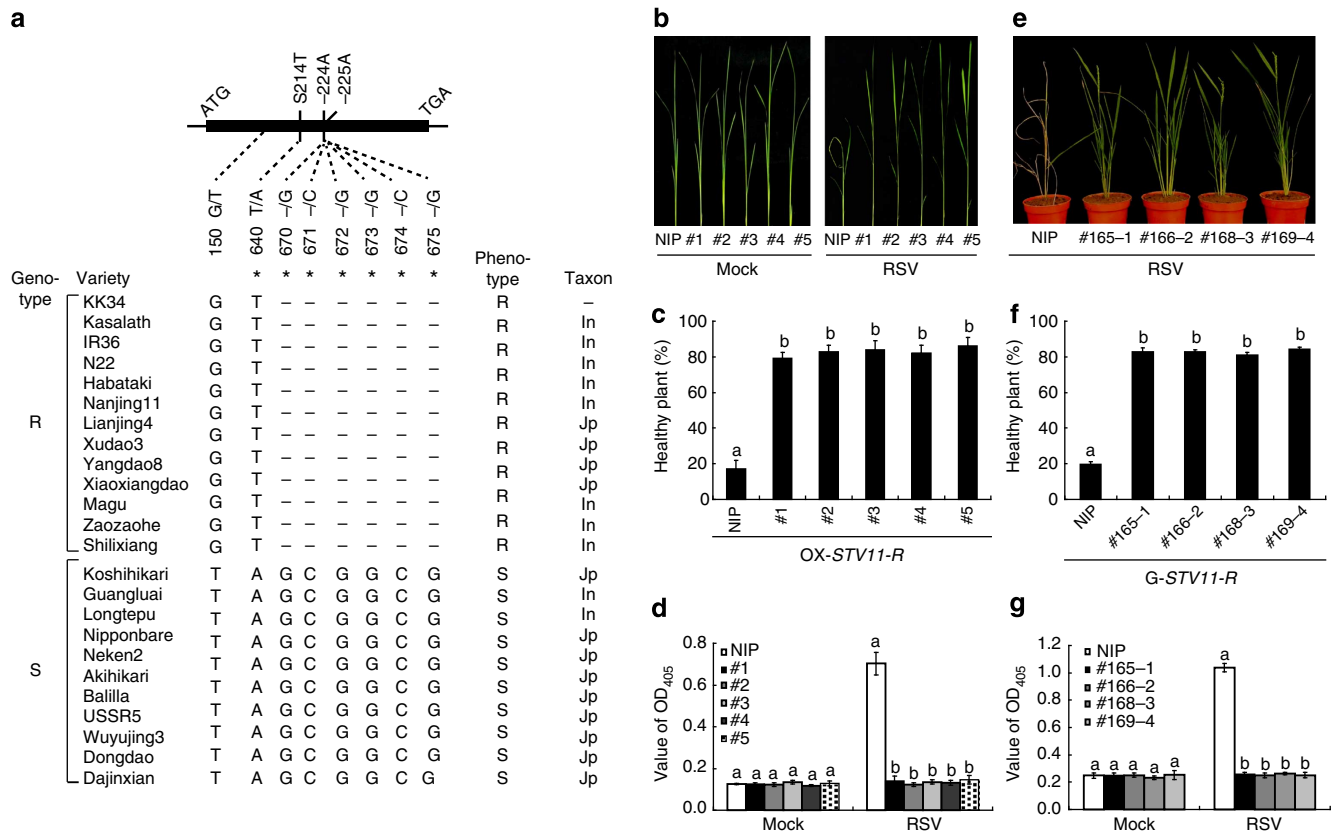 a
ATG S214T –224A –225A TGA
150 G/T 640 T/A 670 –/G 671 –/C 672 –/G 673 –/G 674 –/C 675 –/G
Geno-type Variety * * * * * * * Pheno-type Taxon
R
KK34 G T – – – – – – R –
Kasalath G T – – – – – – R In
IR36 G T – – – – – – R In
N22 G T – – – – – – R In
Habataki G T – – – – – – R In
Nanjing11 G T – – – – – – R In
Lianjing4 G T – – – – – – R Jp
Xudao3 G T – – – – – – R Jp
Yangdao8 G T – – – – – – R Jp
Xiaoxiangdao G T – – – – – – R Jp
Magu G T – – – – – – R In
Zaozaohe G T – – – – – – R In
Shilixiang R In
S
Koshihikari T A G C G G C G S Jp
Guangluai T A G C G G C G S In
Longtepu T A G C G G C G S In
Nipponbare T A G C G G C G S Jp
Neken2 T A G C G G C G S Jp
Akihikari T A G C G G C G S Jp
Balilla T A G C G G C G S Jp
USSR5 T A G C G G C G S Jp
Wuyujing3 T A G C G G C G S Jp
Dongdao T A G C G G C G S Jp
Dajinxian Jp
b
NIP #1 #2 #3 #4 #5
Mock
NIP #1 #2 #3 #4 #5
RSV
c
Healthy plant (%)
100
80
60
40
20
0
a b b b b b
NIP #1 #2 #3 #4 #5
OX-STV11-R
d
Value of OD405
0.8
0.6
0.4
0.2
0.0
NIP
#1
#2
#3
#4
#5
a a a a a a
a b b b b b
Mock RSV
e
NIP #165–1 #166–2 #168–3 #169–4
RSV
f
Healthy plant (%)
100
80
60
40
20
0
a b b b b
NIP #165–1 #166–2 #168–3 #169–4
G-STV11-R
g
Value of OD405
1.2
1.0
0.8
0.6
0.4
0.2
0.0
NIP
#165–1
#166–2
#168–3
#169–4
a a a a a
a b b b b
Mock RSV